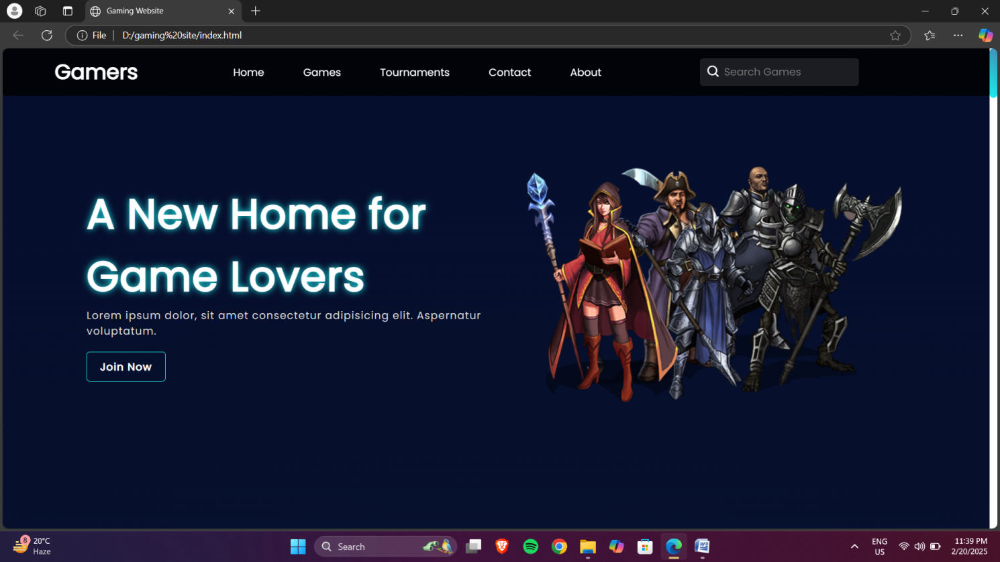 Gaming Website
File
D:/gaming%20site/index.html
Gamers
Home
Games
Tournaments
Contact
About
Search Games
A New Home for
Game Lovers
Lorem ipsum dolor, sit amet consectetur adipisicing elit. Aspernatur
voluptatum.
Join Now
8
20°C
Haze
Search
ENG
US
11:39 PM
2/20/2025